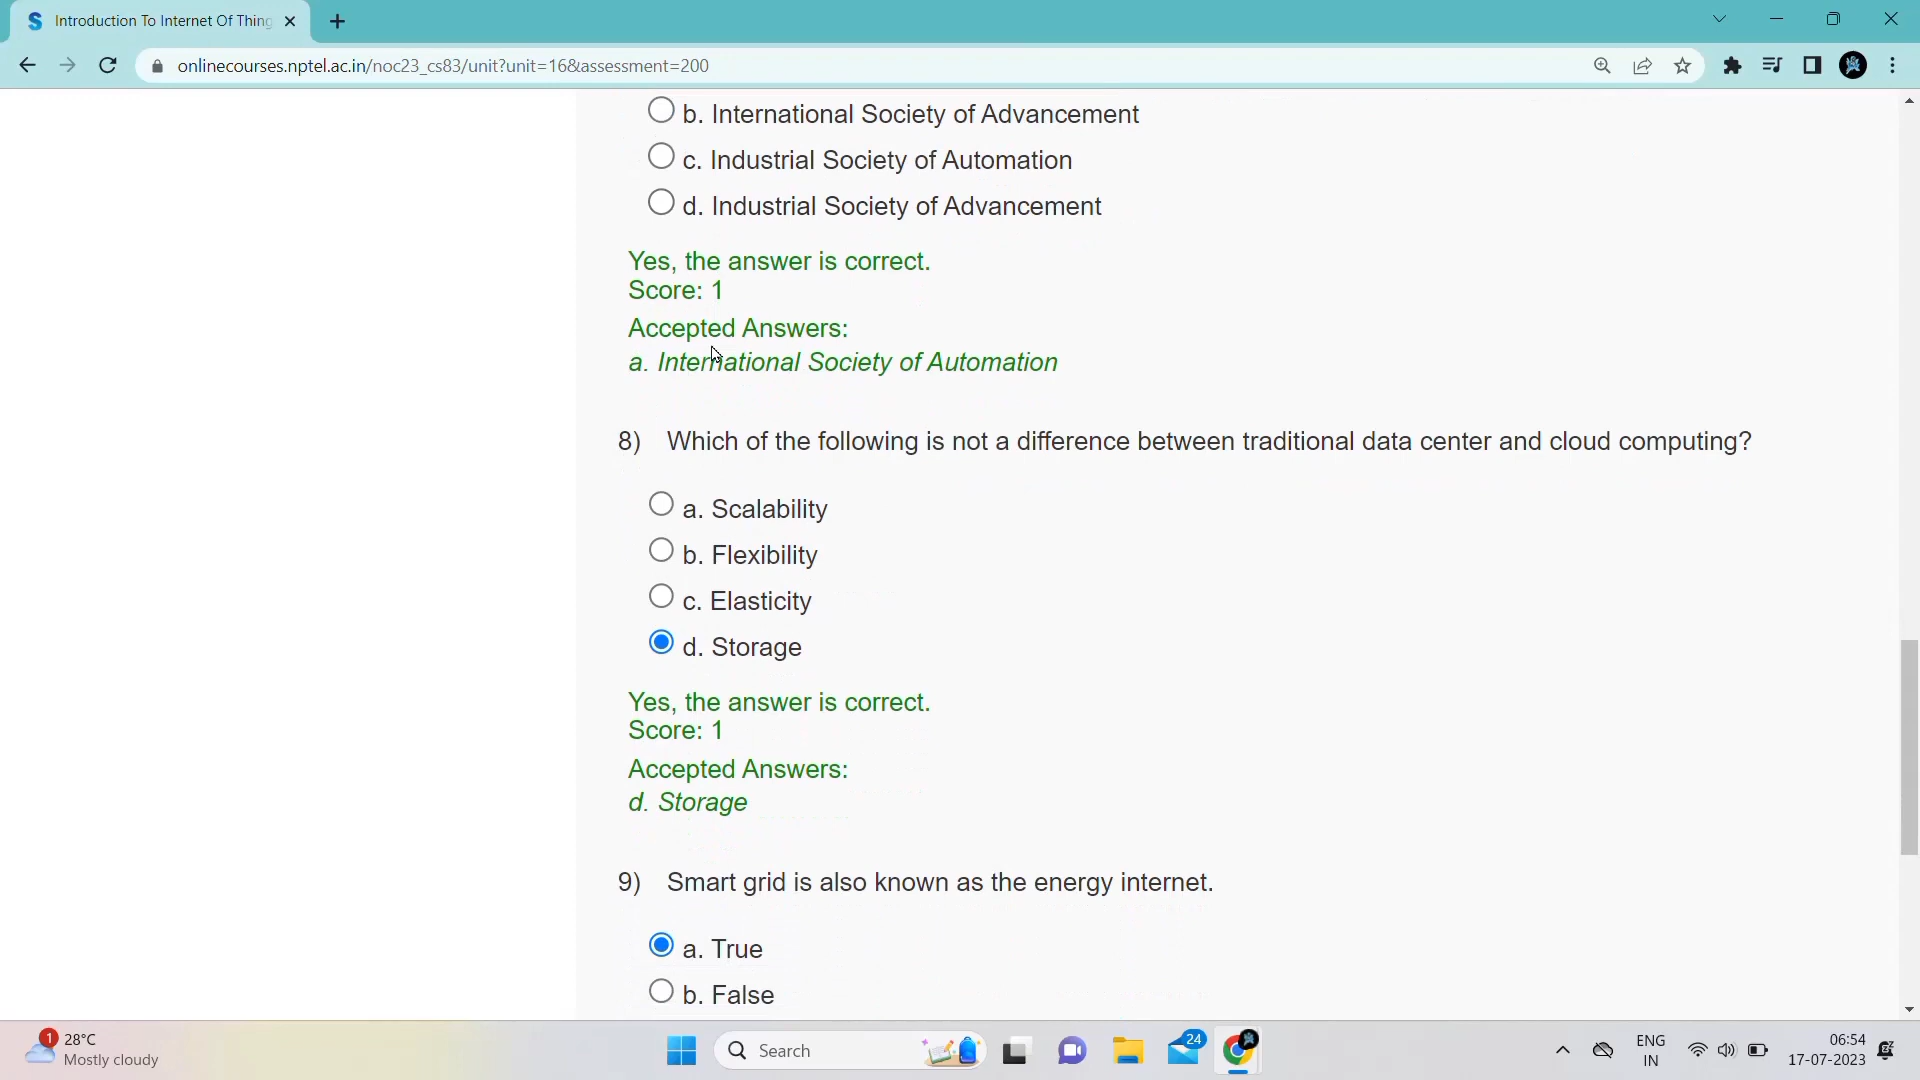 Introduction To Internet Of Thing
onlinecourses.nptel.ac.in/noc23_cs83/unit?unit=16&assessment=200
b. International Society of Advancement
c. Industrial Society of Automation
d. Industrial Society of Advancement
Yes, the answer is correct.
Score: 1
Accepted Answers:
a. International Society of Automation
8) Which of the following is not a difference between traditional data center and cloud computing?
a. Scalability
b. Flexibility
c. Elasticity
d. Storage
Yes, the answer is correct.
Score: 1
Accepted Answers:
d. Storage
9) Smart grid is also known as the energy internet.
a. True
b. False
1
28°C
Mostly cloudy
Search
24
ENG
IN
06:54
17-07-2023